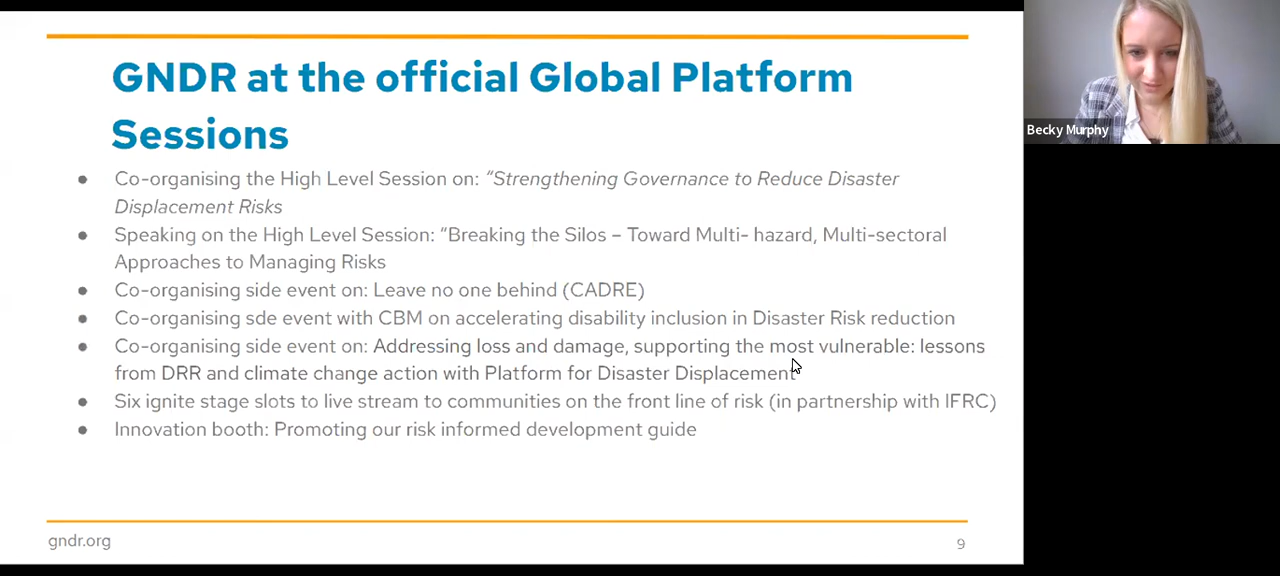 GNDR at the official Global Platform
Sessions
● Co-organising the High Level Session on: “Strengthening Governance to Reduce Disaster
Displacement Risks
● Speaking on the High Level Session: “Breaking the Silos – Toward Multi- hazard, Multi-sectoral
Approaches to Managing Risks
● Co-organising side event on: Leave no one behind (CADRE)
● Co-organising sde event with CBM on accelerating disability inclusion in Disaster Risk reduction
● Co-organising side event on: Addressing loss and damage, supporting the most vulnerable: lessons
from DRR and climate change action with Platform for Disaster Displacement
● Six ignite stage slots to live stream to communities on the front line of risk (in partnership with IFRC)
● Innovation booth: Promoting our risk informed development guide
gndr.org
9
Becky Murphy